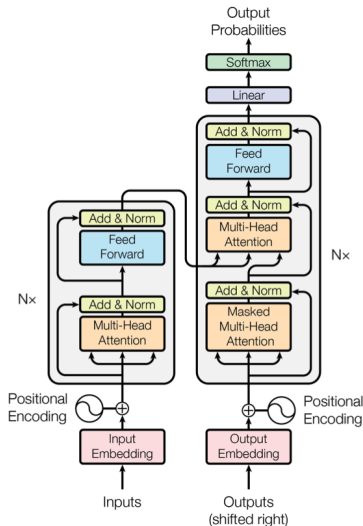 Output
Probabilities
Softmax
Linear
Add & Norm
Feed
Forward
Add & Norm
Multi-Head
Attention
Add & Norm
Masked
Multi-Head
Attention
N×
Positional
Encoding
Output
Embedding
Outputs
(shifted right)
Add & Norm
Feed
Forward
Add & Norm
Multi-Head
Attention
N×
Positional
Encoding
Input
Embedding
Inputs